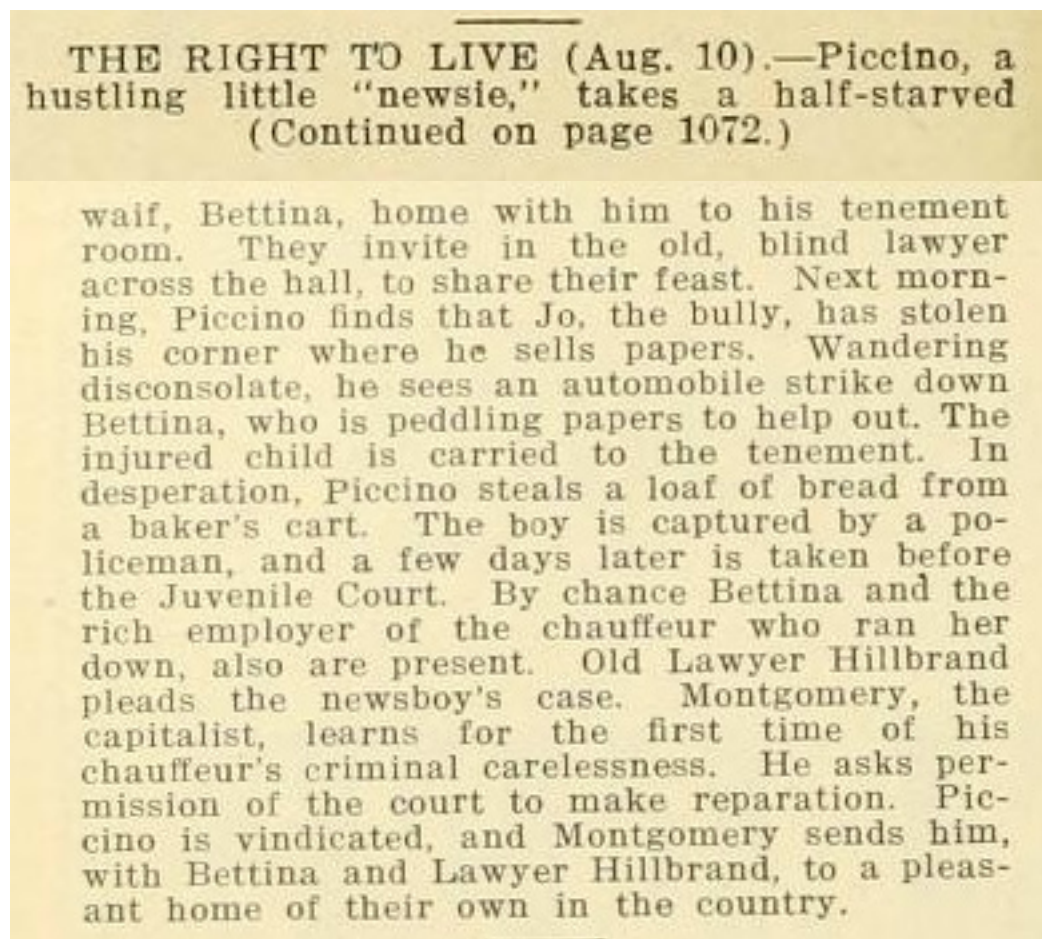 THE RIGHT TO LIVE (Aug. 10).—Piccino, a
hustling little "newsie," takes a half-starved
(Continued on page 1072.)
waif, Bettina, home with him to his tenement
room. They invite in the old, blind lawyer
across the hall, to share their feast. Next morn-
ing, Piccino finds that Jo, the bully, has stolen
his corner where he sells papers. Wandering
disconsolate, he sees an automobile strike down
Bettina, who is peddling papers to help out. The
injured child is carried to the tenement. In
desperation, Piccino steals a loaf of bread from
a baker's cart. The boy is captured by a po-
liceman, and a few days later is taken before
the Juvenile Court. By chance Bettina and the
rich employer of the chauffeur who ran her
down, also are present. Old Lawyer Hillbrand
pleads the newsboy's case. Montgomery, the
capitalist, learns for the first time of his
chauffeur's criminal carelessness. He asks per-
mission of the court to make reparation. Pic-
cino is vindicated, and Montgomery sends him,
with Bettina and Lawyer Hillbrand, to a pleas-
ant home of their own in the country.